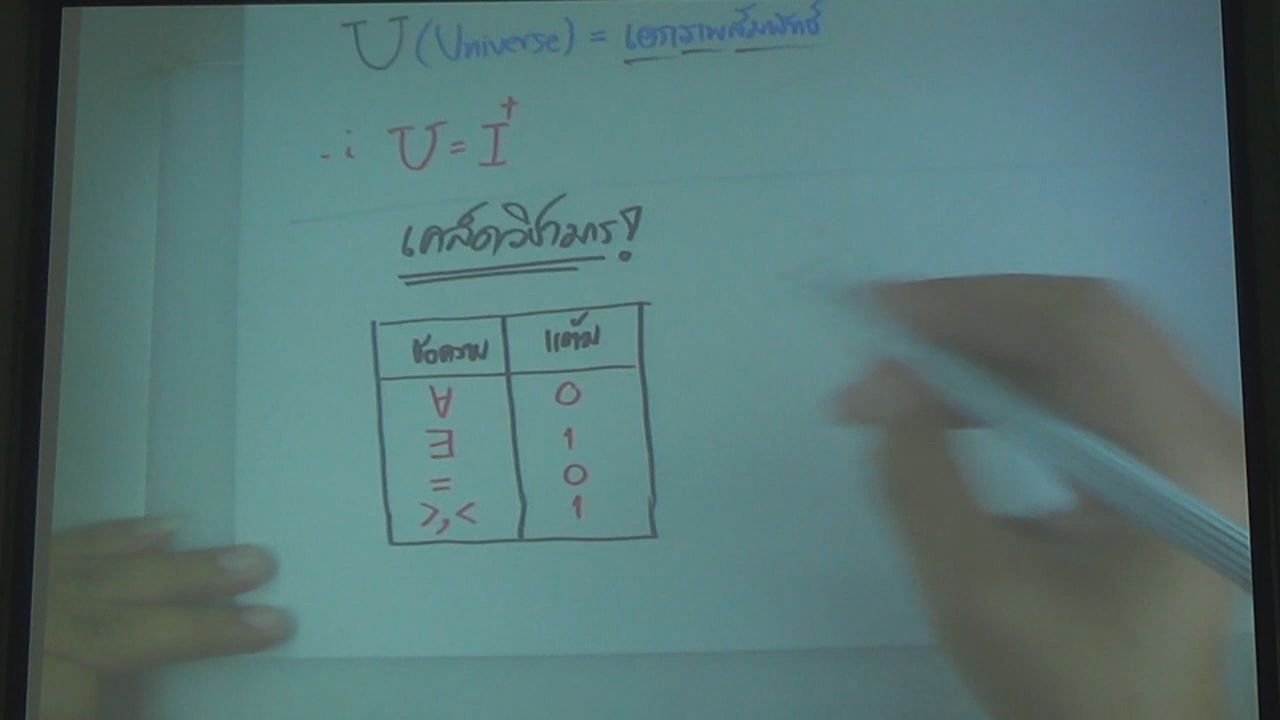 U (Universe) = เอกภพสัมพัทธ์
∴ U = I⁺
เคล็ดวิชามาร!
ข้อความ แต้ม
∀ 0
∃ 1
= 0
>,< 1